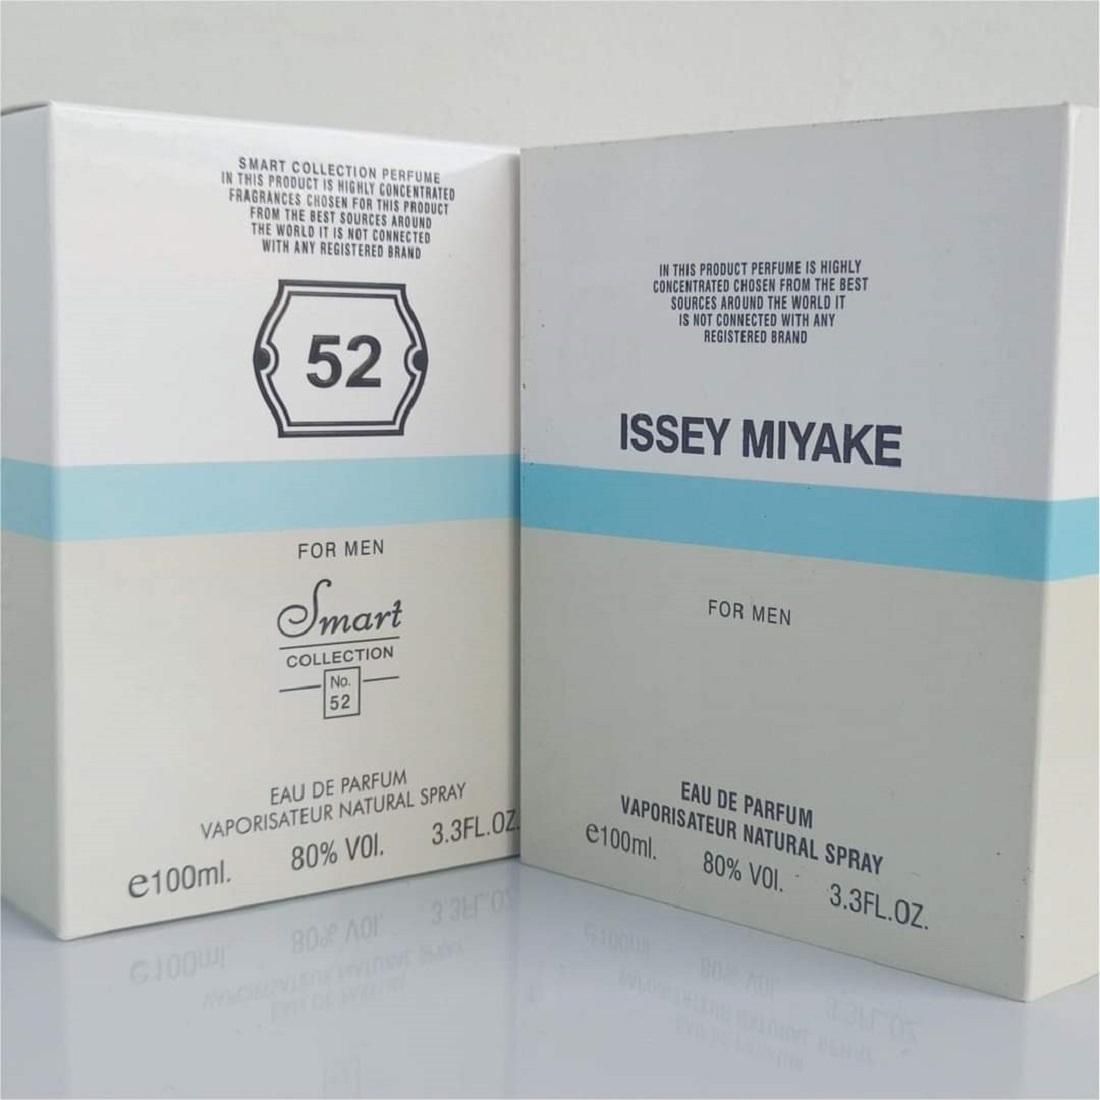 SMART COLLECTION PERFUME
IN THIS PRODUCT IS HIGHLY CONCENTRATED
FRAGRANCES CHOSEN FOR THIS PRODUCT
FROM THE BEST SOURCES AROUND
THE WORLD IT IS NOT CONNECTED
WITH ANY REGISTERED BRAND
52
FOR MEN
Smart
COLLECTION
No.
52
EAU DE PARFUM
VAPORISATEUR NATURAL SPRAY
e100ml. 80% VOl. 3.3FL.OZ.
IN THIS PRODUCT PERFUME IS HIGHLY
CONCENTRATED CHOSEN FROM THE BEST
SOURCES AROUND THE WORLD IT
IS NOT CONNECTED WITH ANY
REGISTERED BRAND
ISSEY MIYAKE
FOR MEN
EAU DE PARFUM
VAPORISATEUR NATURAL SPRAY
e100ml. 80% VOl. 3.3FL.OZ.